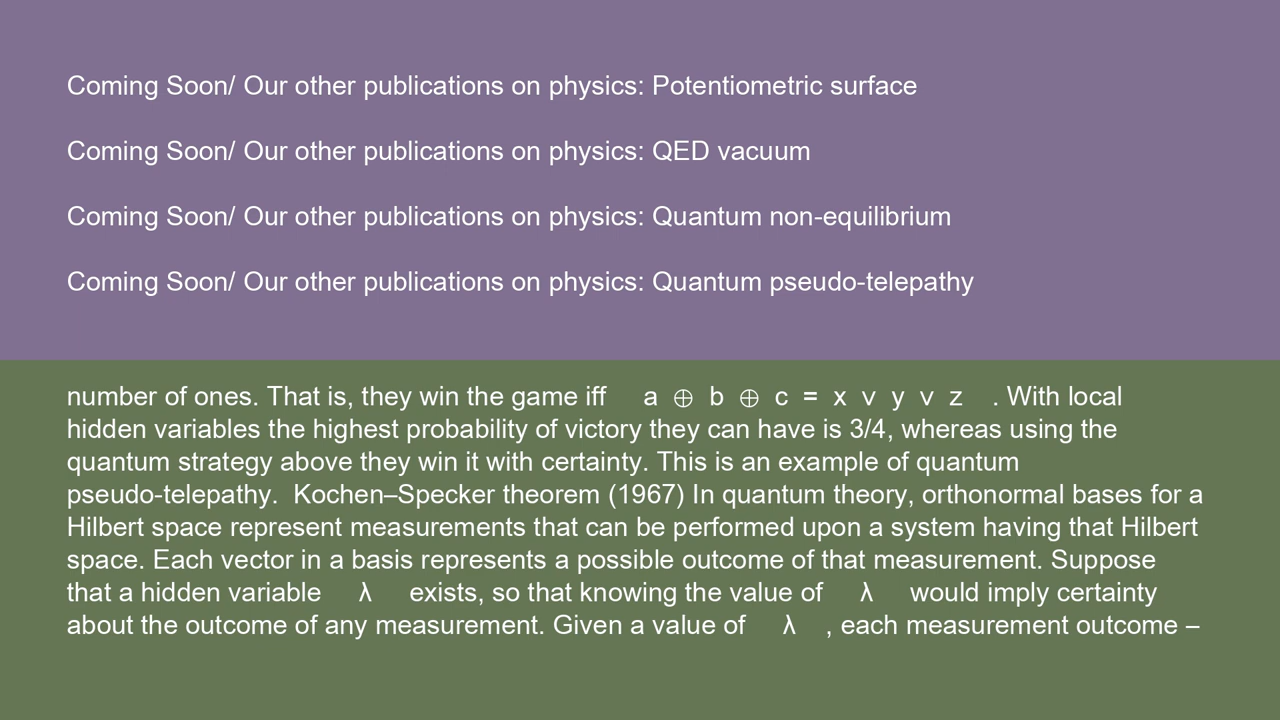 Coming Soon/ Our other publications on physics: Potentiometric surface
Coming Soon/ Our other publications on physics: QED vacuum
Coming Soon/ Our other publications on physics: Quantum non-equilibrium
Coming Soon/ Our other publications on physics: Quantum pseudo-telepathy
number of ones. That is, they win the game iff a ⊕ b ⊕ c = x ∨ y ∨ z . With local
hidden variables the highest probability of victory they can have is 3/4, whereas using the
quantum strategy above they win it with certainty. This is an example of quantum
pseudo-telepathy. Kochen–Specker theorem (1967) In quantum theory, orthonormal bases for a
Hilbert space represent measurements that can be performed upon a system having that Hilbert
space. Each vector in a basis represents a possible outcome of that measurement. Suppose
that a hidden variable λ exists, so that knowing the value of λ would imply certainty
about the outcome of any measurement. Given a value of λ , each measurement outcome –